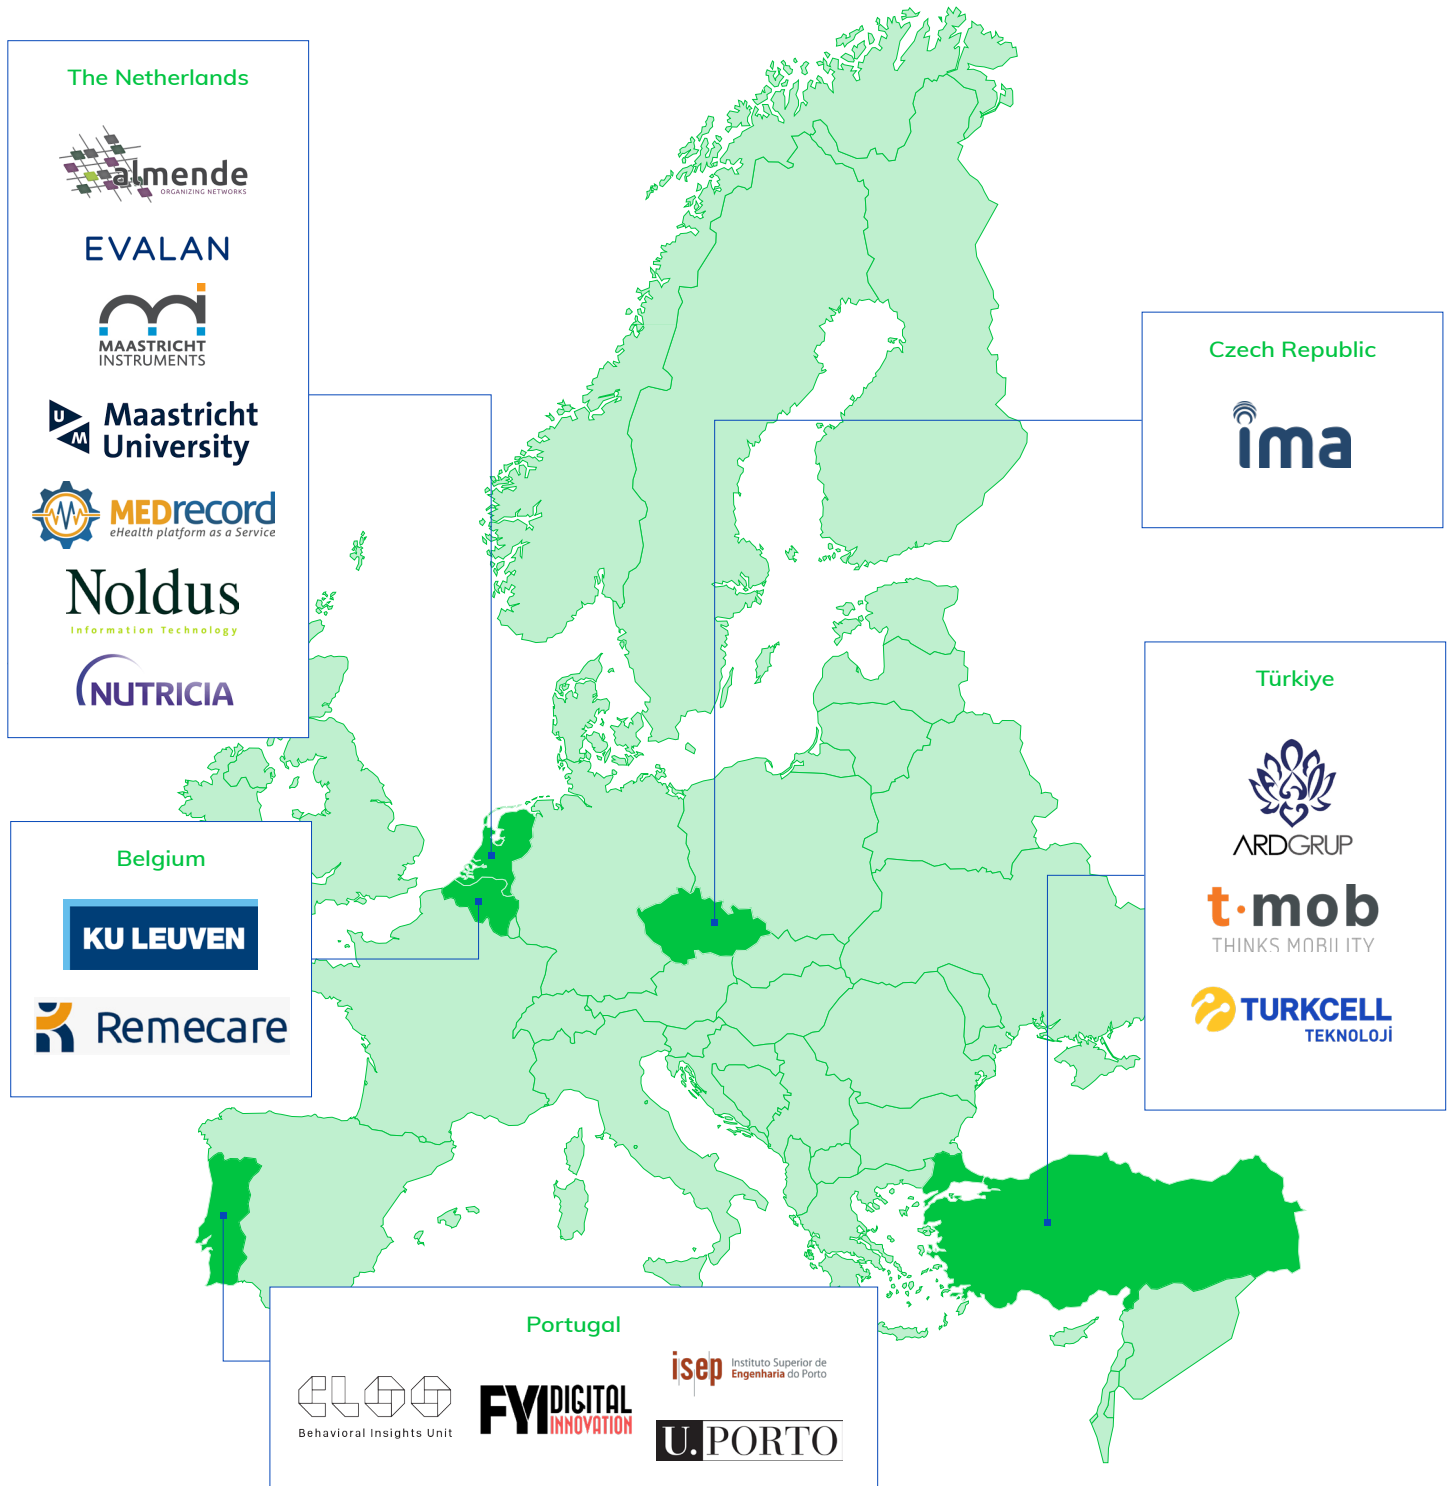 The Netherlands
almende
ORGANIZING NETWORKS
EVALAN
MAASTRICHT
INSTRUMENTS
UM
Maastricht
University
MEDrecord
eHealth platform as a Service
Noldus
Information Technology
NUTRICIA
Czech Republic
ima
Türkiye
ARDGRUP
t·mob
THINKS MOBILITY
TURKCELL
TEKNOLOJİ
Belgium
KU LEUVEN
Remecare
Portugal
Behavioral Insights Unit
FYI DIGITAL
INNOVATION
isep Instituto Superior de
Engenharia do Porto
U. PORTO